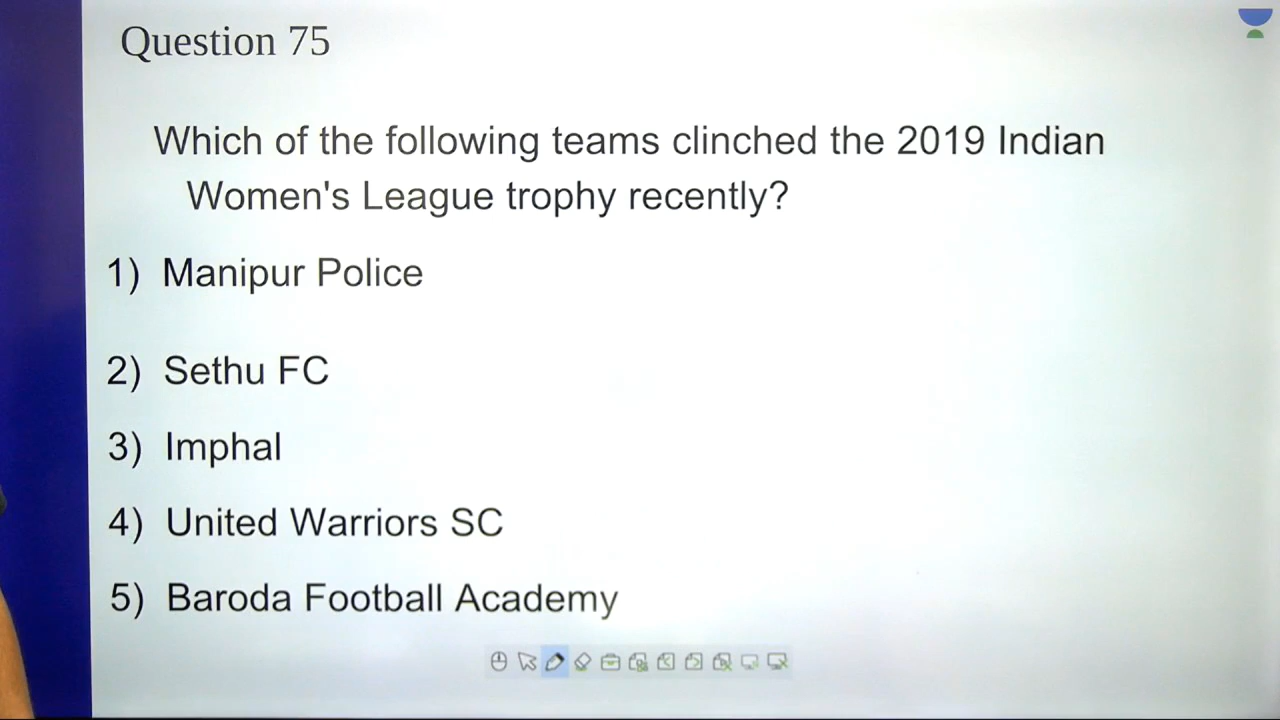 Question 75
Which of the following teams clinched the 2019 Indian
Women's League trophy recently?
1) Manipur Police
2) Sethu FC
3) Imphal
4) United Warriors SC
5) Baroda Football Academy